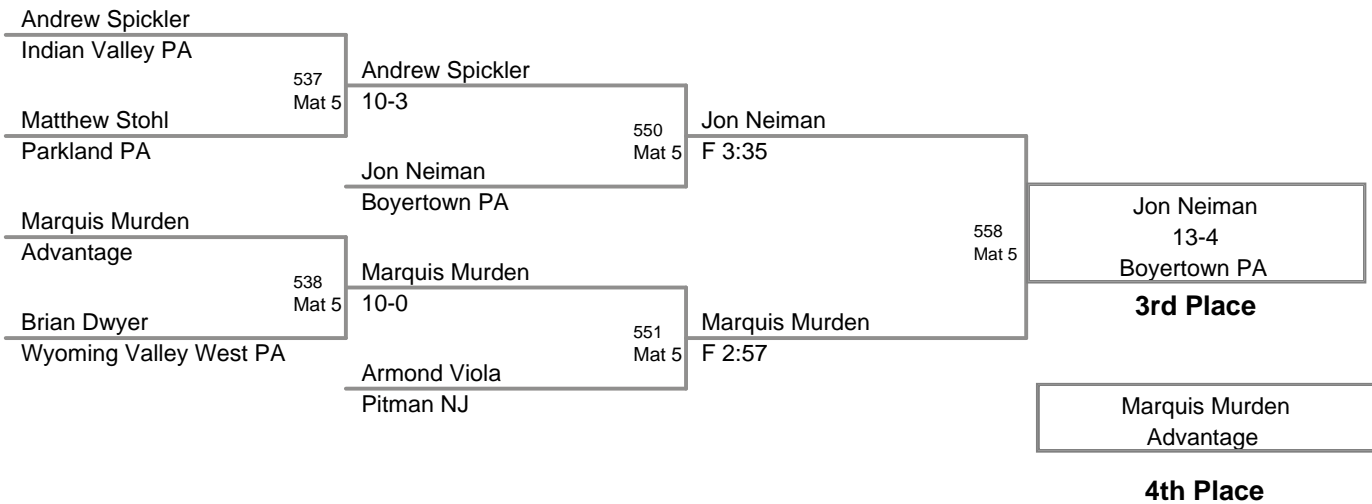 Andrew Spickler
Indian Valley PA
537
Mat 5
Andrew Spickler
10-3
Matthew Stohl
Parkland PA
550
Mat 5
Jon Neiman
F 3:35
Jon Neiman
Boyertown PA
Marquis Murden
Advantage
538
Mat 5
Marquis Murden
10-0
Brian Dwyer
Wyoming Valley West PA
551
Mat 5
Marquis Murden
F 2:57
Armond Viola
Pitman NJ
558
Mat 5
Jon Neiman
13-4
Boyertown PA
3rd Place
Marquis Murden
Advantage
4th Place